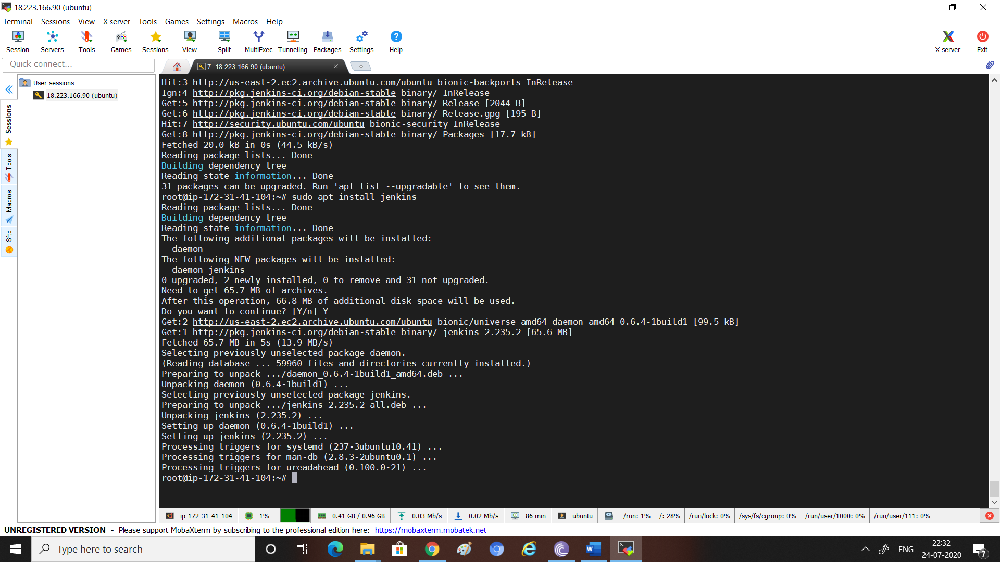 18.223.166.90 (ubuntu)
Terminal Sessions View X server Tools Games Settings Macros Help
Session Servers Tools Games Sessions View Split MultiExec Tunneling Packages Settings Help X server Exit
Quick connect...
7. 18.223.166.90 (ubuntu)
User sessions
18.223.166.90 (ubuntu)
Sessions
Tools
Macros
Sftp
Hit:3 http://us-east-2.ec2.archive.ubuntu.com/ubuntu bionic-backports InRelease
Ign:4 http://pkg.jenkins-ci.org/debian-stable binary/ InRelease
Get:5 http://pkg.jenkins-ci.org/debian-stable binary/ Release [2044 B]
Get:6 http://pkg.jenkins-ci.org/debian-stable binary/ Release.gpg [195 B]
Hit:7 http://security.ubuntu.com/ubuntu bionic-security InRelease
Get:8 http://pkg.jenkins-ci.org/debian-stable binary/ Packages [17.7 kB]
Fetched 20.0 kB in 0s (44.5 kB/s)
Reading package lists... Done
Building dependency tree
Reading state information... Done
31 packages can be upgraded. Run 'apt list --upgradable' to see them.
root@ip-172-31-41-104:~# sudo apt install jenkins
Reading package lists... Done
Building dependency tree
Reading state information... Done
The following additional packages will be installed:
  daemon
The following NEW packages will be installed:
  daemon jenkins
0 upgraded, 2 newly installed, 0 to remove and 31 not upgraded.
Need to get 65.7 MB of archives.
After this operation, 66.8 MB of additional disk space will be used.
Do you want to continue? [Y/n] Y
Get:2 http://us-east-2.ec2.archive.ubuntu.com/ubuntu bionic/universe amd64 daemon amd64 0.6.4-1build1 [99.5 kB]
Get:1 http://pkg.jenkins-ci.org/debian-stable binary/ jenkins 2.235.2 [65.6 MB]
Fetched 65.7 MB in 5s (13.9 MB/s)
Selecting previously unselected package daemon.
(Reading database ... 59960 files and directories currently installed.)
Preparing to unpack .../daemon_0.6.4-1build1_amd64.deb ...
Unpacking daemon (0.6.4-1build1) ...
Selecting previously unselected package jenkins.
Preparing to unpack .../jenkins_2.235.2_all.deb ...
Unpacking jenkins (2.235.2) ...
Setting up daemon (0.6.4-1build1) ...
Setting up jenkins (2.235.2) ...
Processing triggers for systemd (237-3ubuntu10.41) ...
Processing triggers for man-db (2.8.3-2ubuntu0.1) ...
Processing triggers for ureadahead (0.100.0-21) ...
root@ip-172-31-41-104:~#
ip-172-31-41-104 1% 0.41 GB / 0.96 GB 0.03 Mb/s 0.02 Mb/s 86 min ubuntu /run: 1% /: 28% /run/lock: 0% /sys/fs/cgroup: 0% /run/user/1000: 0% /run/user/111: 0%
UNREGISTERED VERSION - Please support MobaXterm by subscribing to the professional edition here: https://mobaxterm.mobatek.net
Type here to search
ENG
22:32
24-07-2020
7